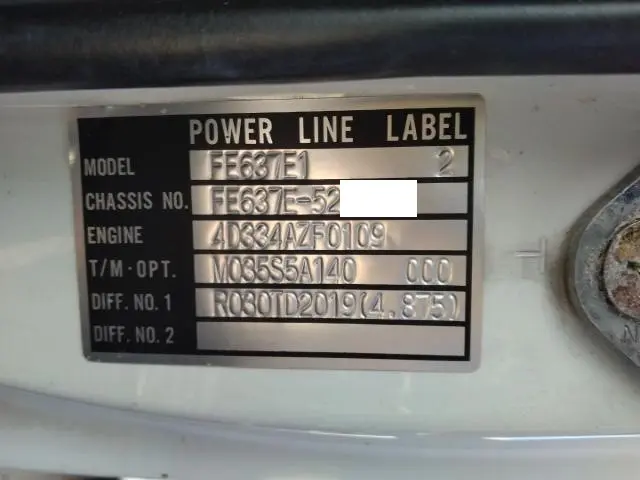 POWER LINE LABEL
MODEL FE637E1 2
CHASSIS NO. FE637E-52
ENGINE 4D334AZF0109
T/M·OPT. M035S5A140 000
DIFF. NO. 1 R030TD2019(4.875)
DIFF. NO. 2